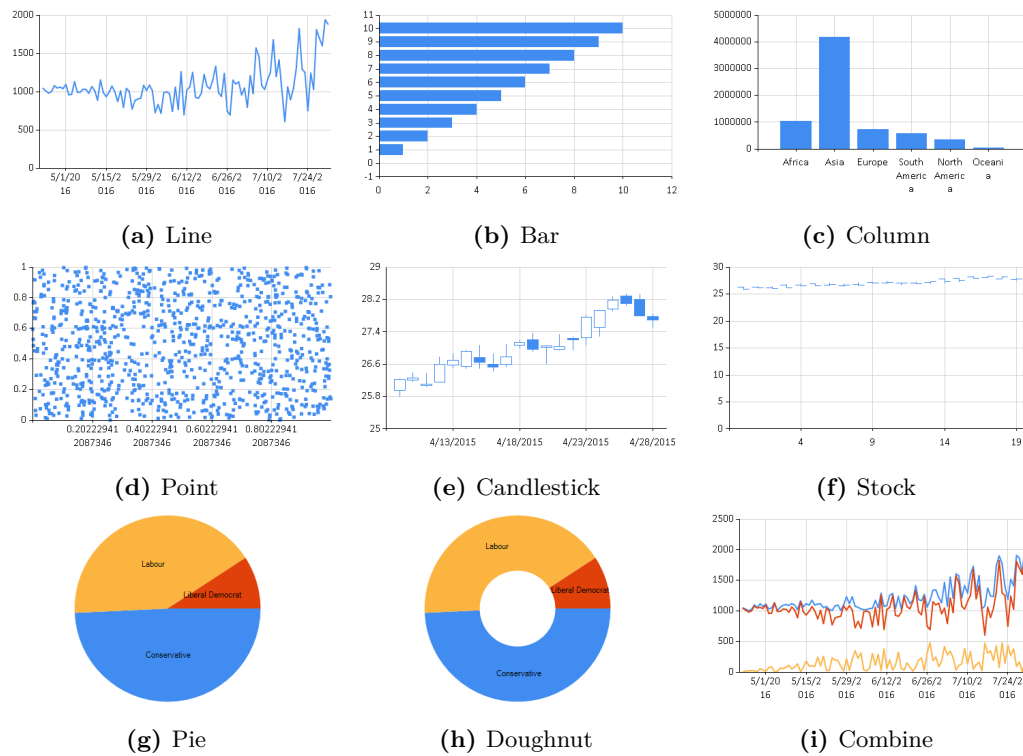 2000
1500
1000
500
0
5/1/20
16
5/15/2
016
5/29/2
016
6/12/2
016
6/26/2
016
7/10/2
016
7/24/2
016
(a) Line
11
10
9
8
7
6
5
4
3
2
1
0
-1
0 2 4 6 8 10 12
(b) Bar
5000000
4000000
3000000
2000000
1000000
0
Africa
Asia
Europe
South
Americ
a
North
Americ
a
Oceani
a
(c) Column
1
0.8
0.6
0.4
0.2
0
0.20222941
2087346
0.40222941
2087346
0.60222941
2087346
0.80222941
2087346
(d) Point
29
28.2
27.4
26.6
25.8
25
4/13/2015 4/18/2015 4/23/2015 4/28/2015
(e) Candlestick
30
25
20
15
10
5
0
4 9 14 19
(f) Stock
Labour
Liberal Democrat
Conservative
(g) Pie
Labour
Liberal Democrat
Conservative
(h) Doughnut
2500
2000
1500
1000
500
0
5/1/20
16
5/15/2
016
5/29/2
016
6/12/2
016
6/26/2
016
7/10/2
016
7/24/2
016
(i) Combine